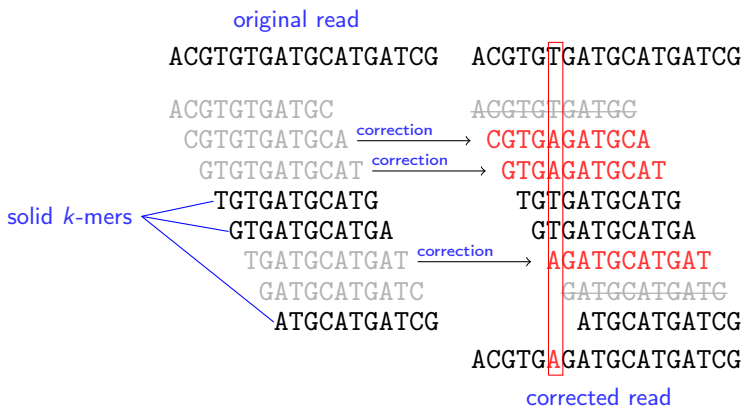 original read
ACGTGTGATGCATGATCG ACGTGTGATGCATGATCG
ACGTGTGATGC ACGTGTGATGC
CGTGTGATGCA correction CGTGAGATGCA
GTGTGATGCAT correction GTGAGATGCAT
TGTGATGCATG TGTGATGCATG
solid k-mers GTGATGCATGA GTGATGCATGA
TGATGCATGAT correction AGATGCATGAT
GATGCATGATC GATGCATGATC
ATGCATGATCG ATGCATGATCG
ACGTGAGATGCATGATCG
corrected read